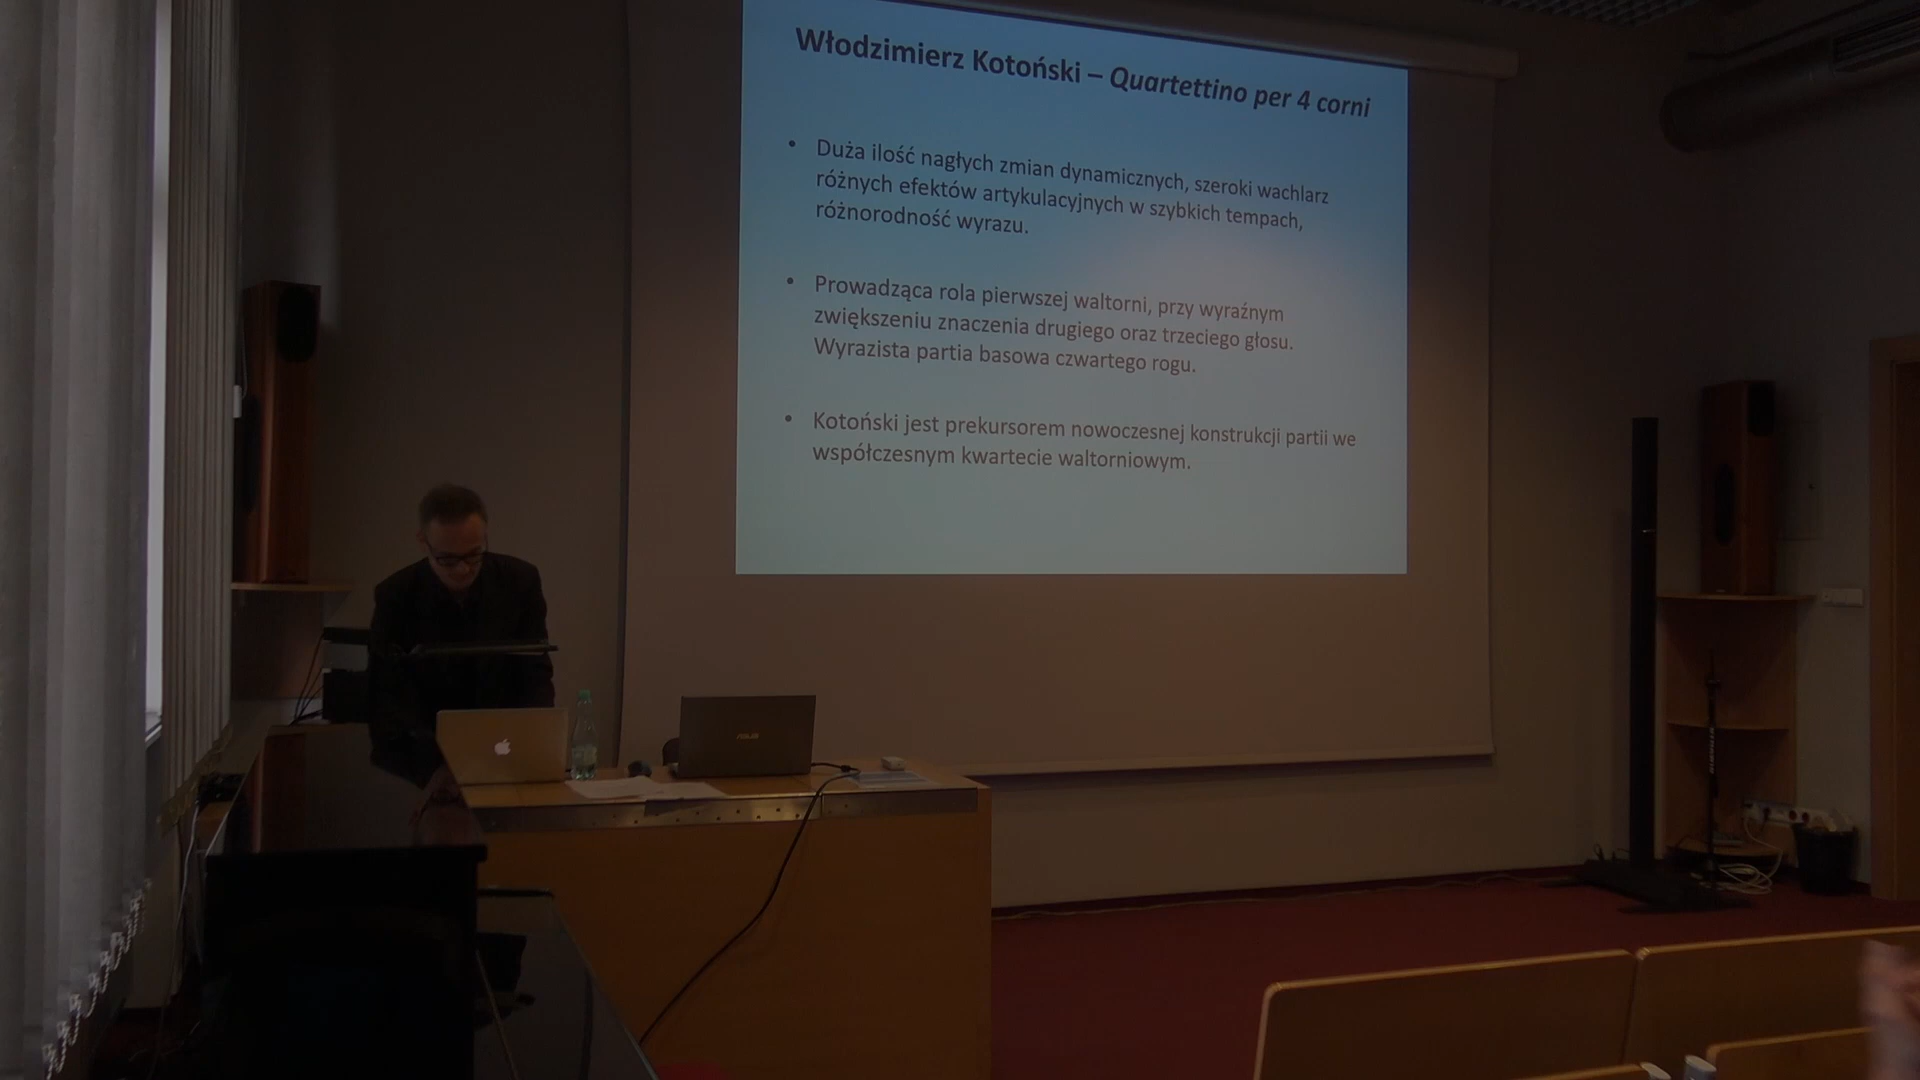 Włodzimierz Kotoński – Quartettino per 4 corni
• Duża ilość nagłych zmian dynamicznych, szeroki wachlarz
różnych efektów artykulacyjnych w szybkich tempach,
różnorodność wyrazu.
• Prowadząca rola pierwszej waltorni, przy wyraźnym
zwiększeniu znaczenia drugiego oraz trzeciego głosu.
Wyrazista partia basowa czwartego rogu.
• Kotoński jest prekursorem nowoczesnej konstrukcji partii we
współczesnym kwartecie waltorniowym.
ASUS